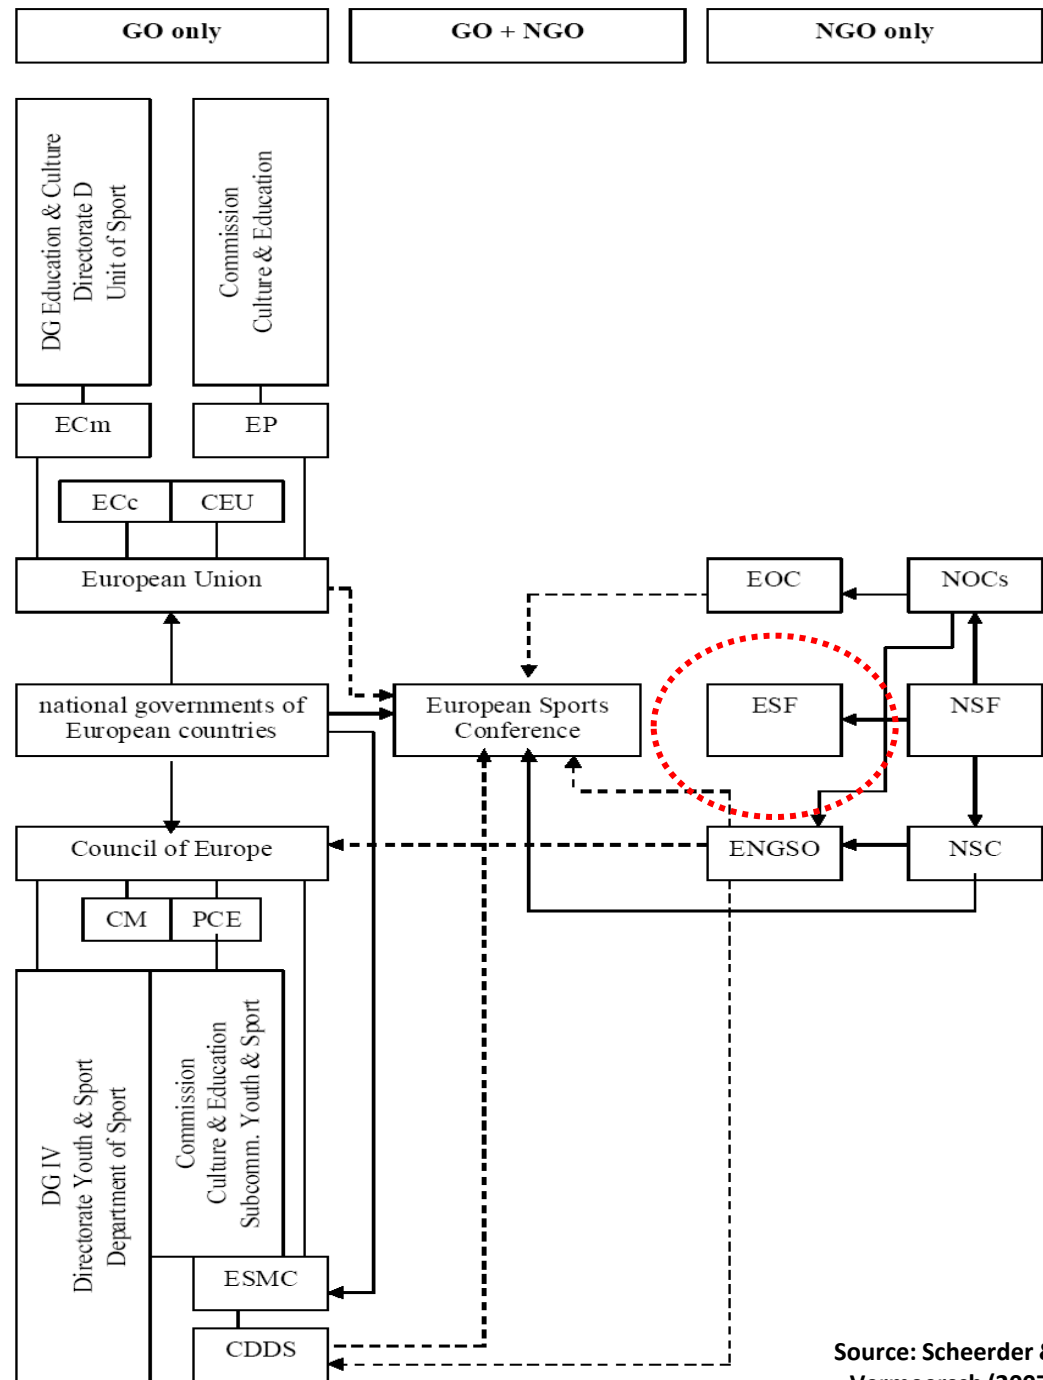 GO only
GO + NGO
NGO only
DG Education & Culture
Directorate D
Unit of Sport
Commission
Culture & Education
ECm
EP
ECc
CEU
European Union
EOC
NOCs
national governments of
European countries
European Sports
Conference
ESF
NSF
Council of Europe
ENGSO
NSC
CM
PCE
DG IV
Directorate Youth & Sport
Department of Sport
Commission
Culture & Education
Subcomm. Youth & Sport
ESMC
CDDS
Source: Scheerder &